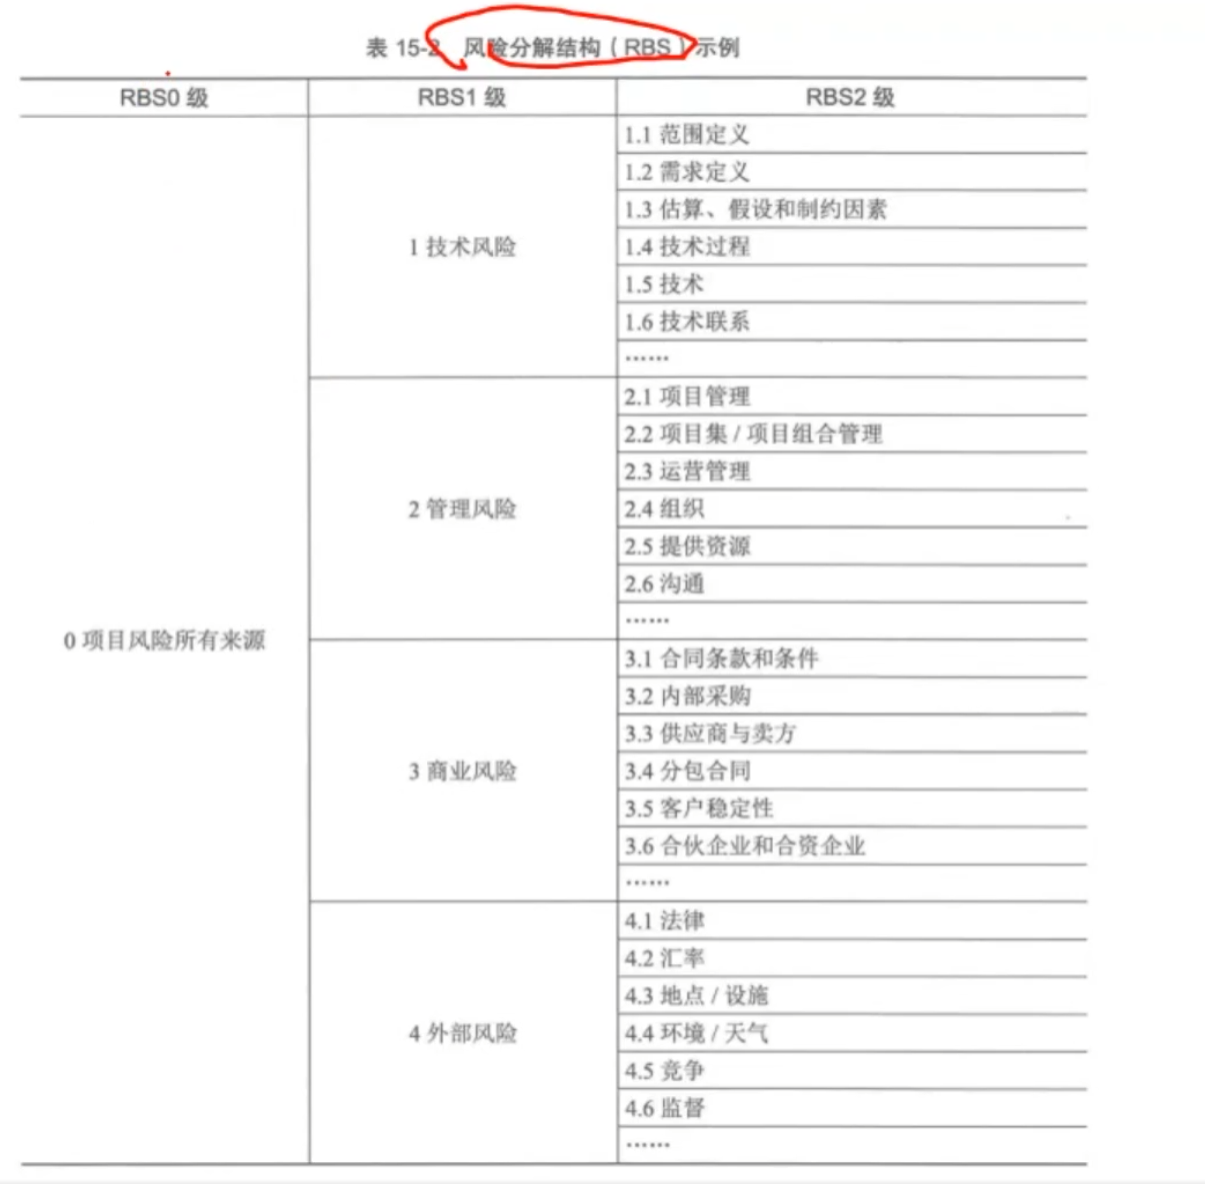 表 15-2 风险分解结构（RBS）示例
RBS0 级 RBS1 级 RBS2 级
0 项目风险所有来源
1 技术风险
1.1 范围定义
1.2 需求定义
1.3 估算、假设和制约因素
1.4 技术过程
1.5 技术
1.6 技术联系
……
2 管理风险
2.1 项目管理
2.2 项目集 / 项目组合管理
2.3 运营管理
2.4 组织
2.5 提供资源
2.6 沟通
……
3 商业风险
3.1 合同条款和条件
3.2 内部采购
3.3 供应商与卖方
3.4 分包合同
3.5 客户稳定性
3.6 合伙企业和合资企业
……
4 外部风险
4.1 法律
4.2 汇率
4.3 地点 / 设施
4.4 环境 / 天气
4.5 竞争
4.6 监督
……